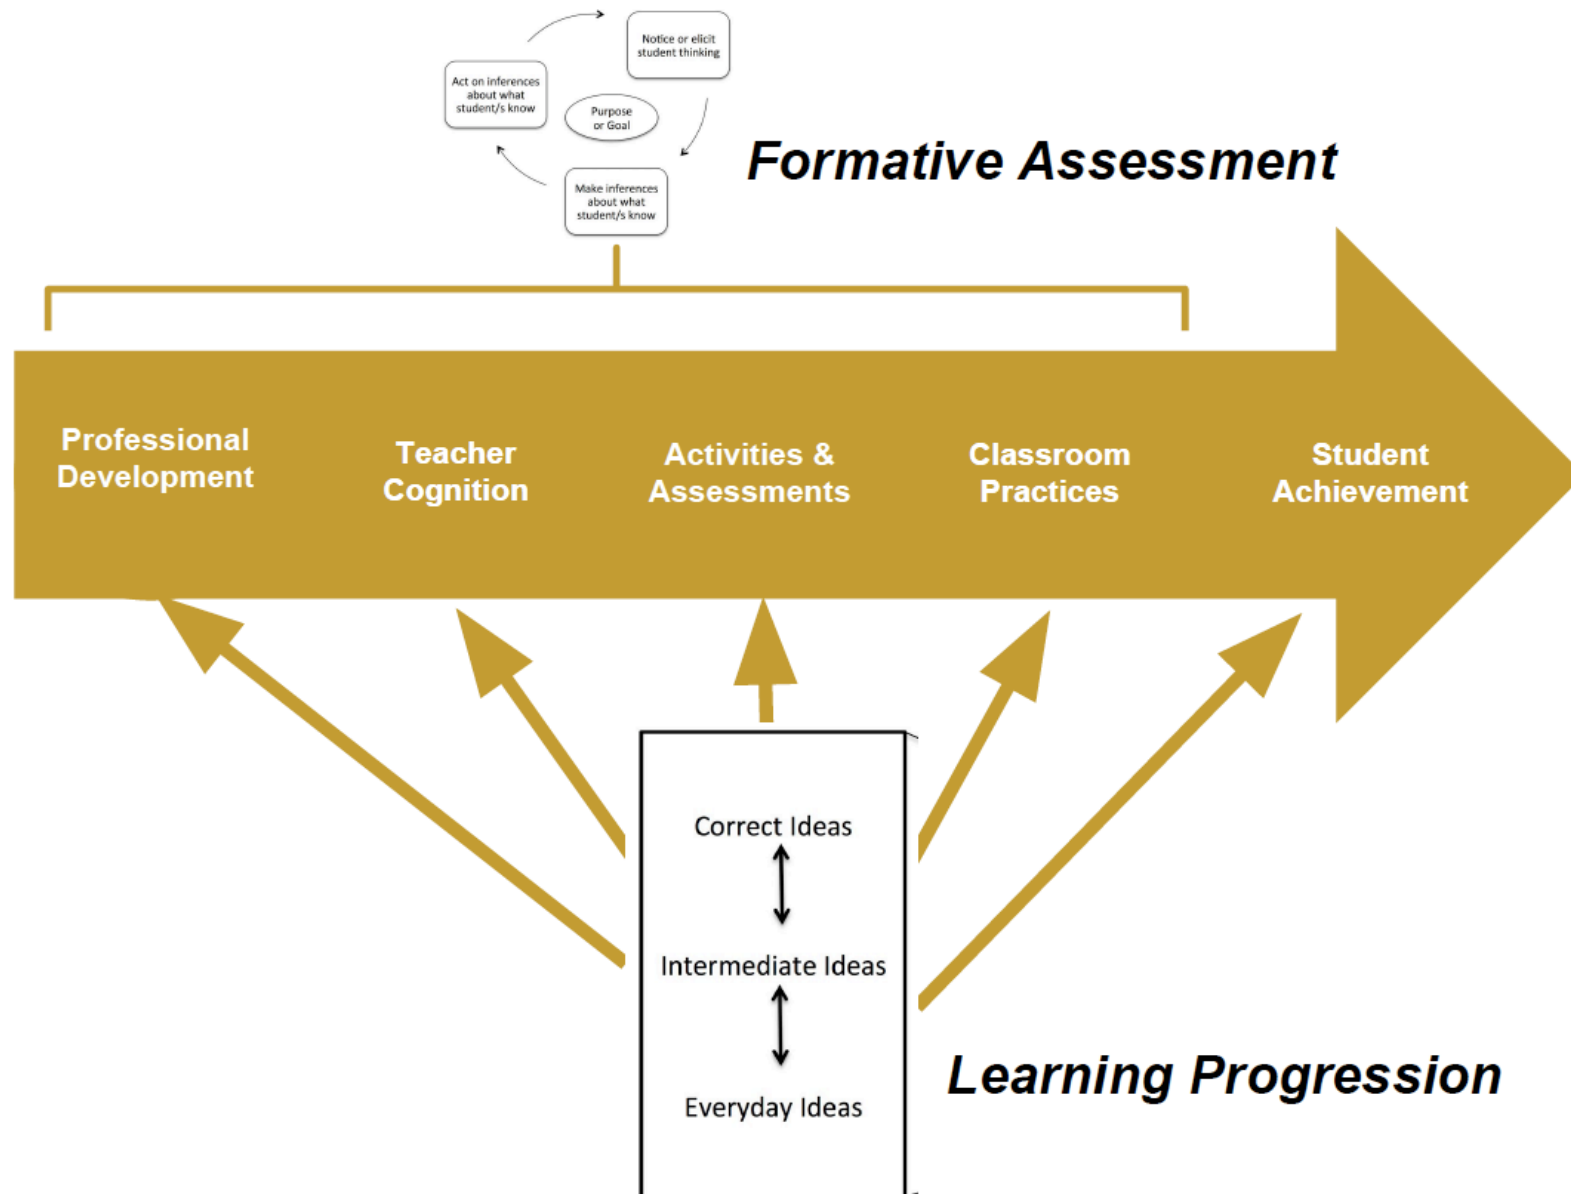 Notice or elicit
student thinking
Act on inferences
about what
student/s know
Purpose
or Goal
Make inferences
about what
student/s know
Formative Assessment
Professional
Development
Teacher
Cognition
Activities &
Assessments
Classroom
Practices
Student
Achievement
Correct Ideas
Intermediate Ideas
Everyday Ideas
Learning Progression